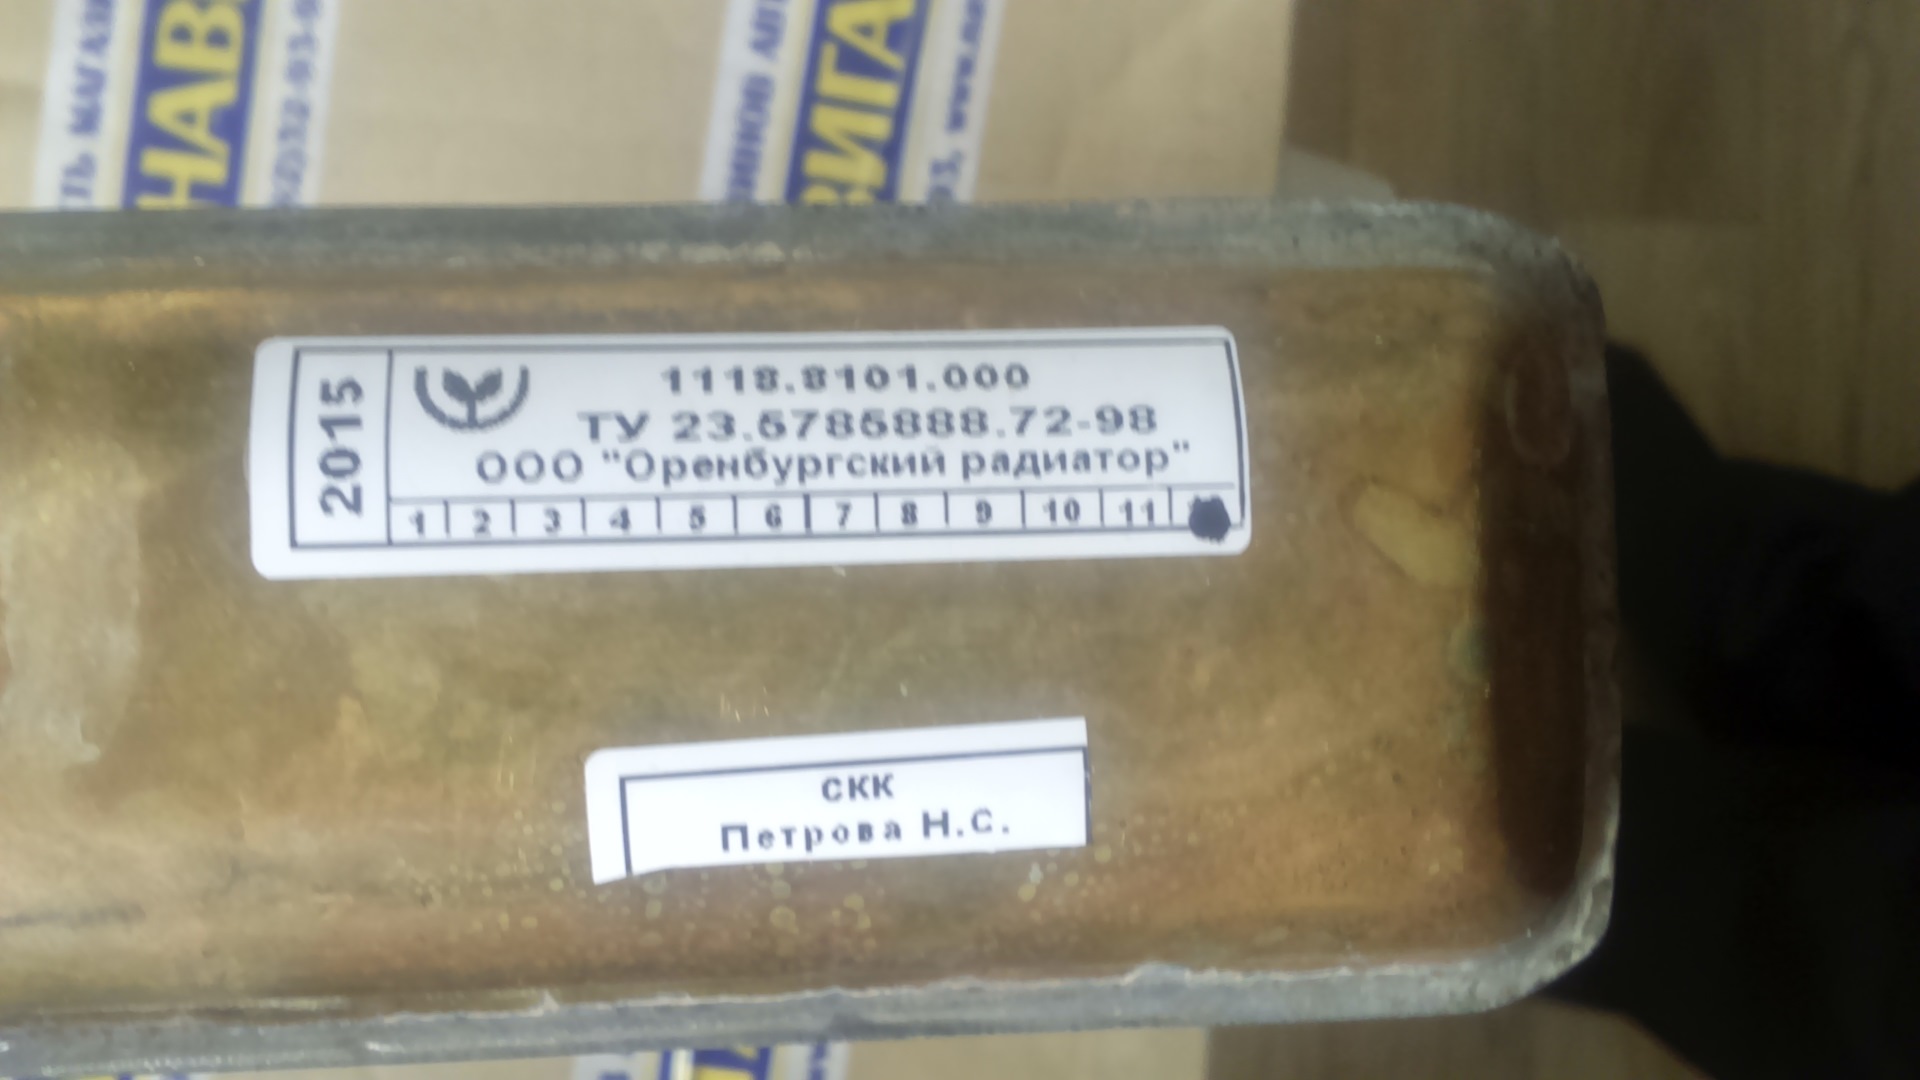 2015
1118.8101.000
ТУ 23.5785888.72-98
ООО "Оренбургский радиатор"
1 2 3 4 5 6 7 8 9 10 11
СКК
Петрова Н.С.